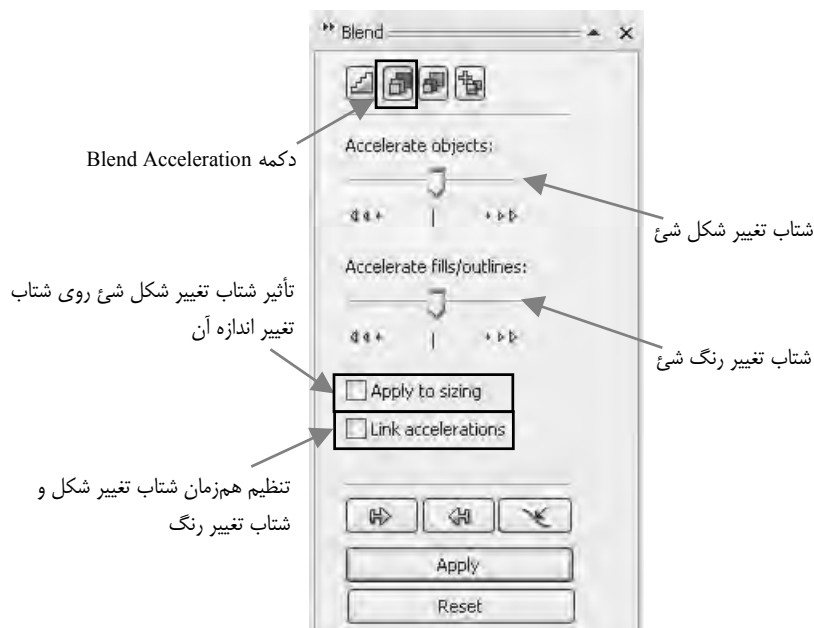 Blend
Accelerate objects:
دکمه Blend Acceleration
شتاب تغییر شکل شئ
Accelerate fills/outlines:
تأثیر شتاب تغییر شکل شئ روی شتاب
تغییر اندازه آن
شتاب تغییر رنگ شئ
Apply to sizing
Link accelerations
تنظیم هم‌زمان شتاب تغییر شکل و
شتاب تغییر رنگ
Apply
Reset